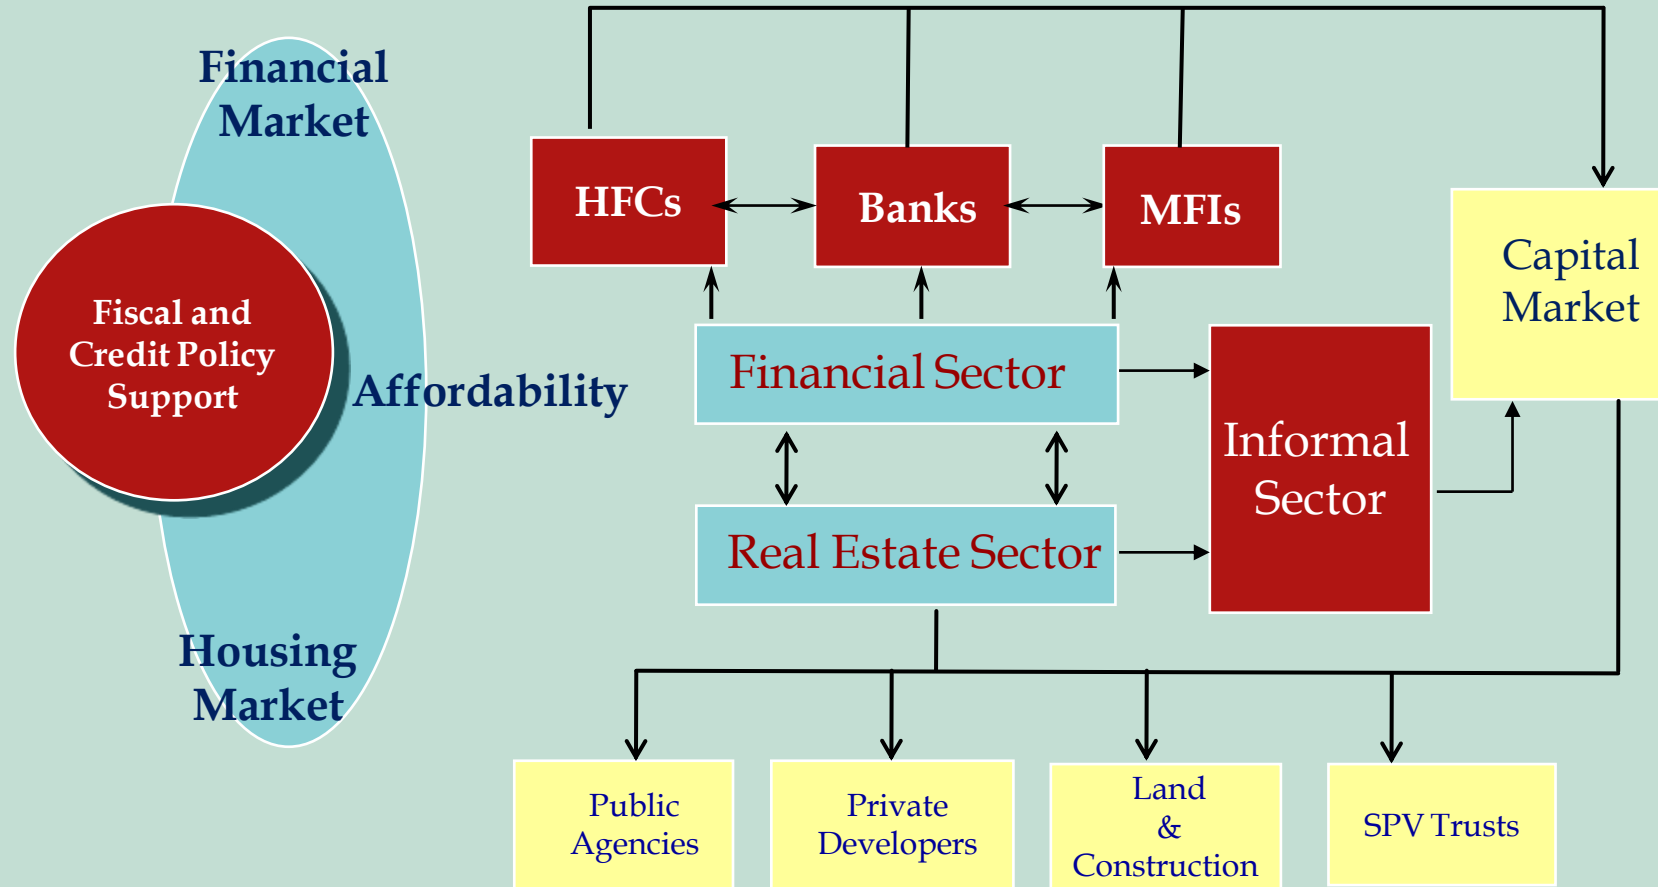 Financial
Market
Fiscal and
Credit Policy
Support
Affordability
Housing
Market
HFCs
Banks
MFIs
Capital
Market
Financial Sector
Informal
Sector
Real Estate Sector
Public
Agencies
Private
Developers
Land
&
Construction
SPV Trusts